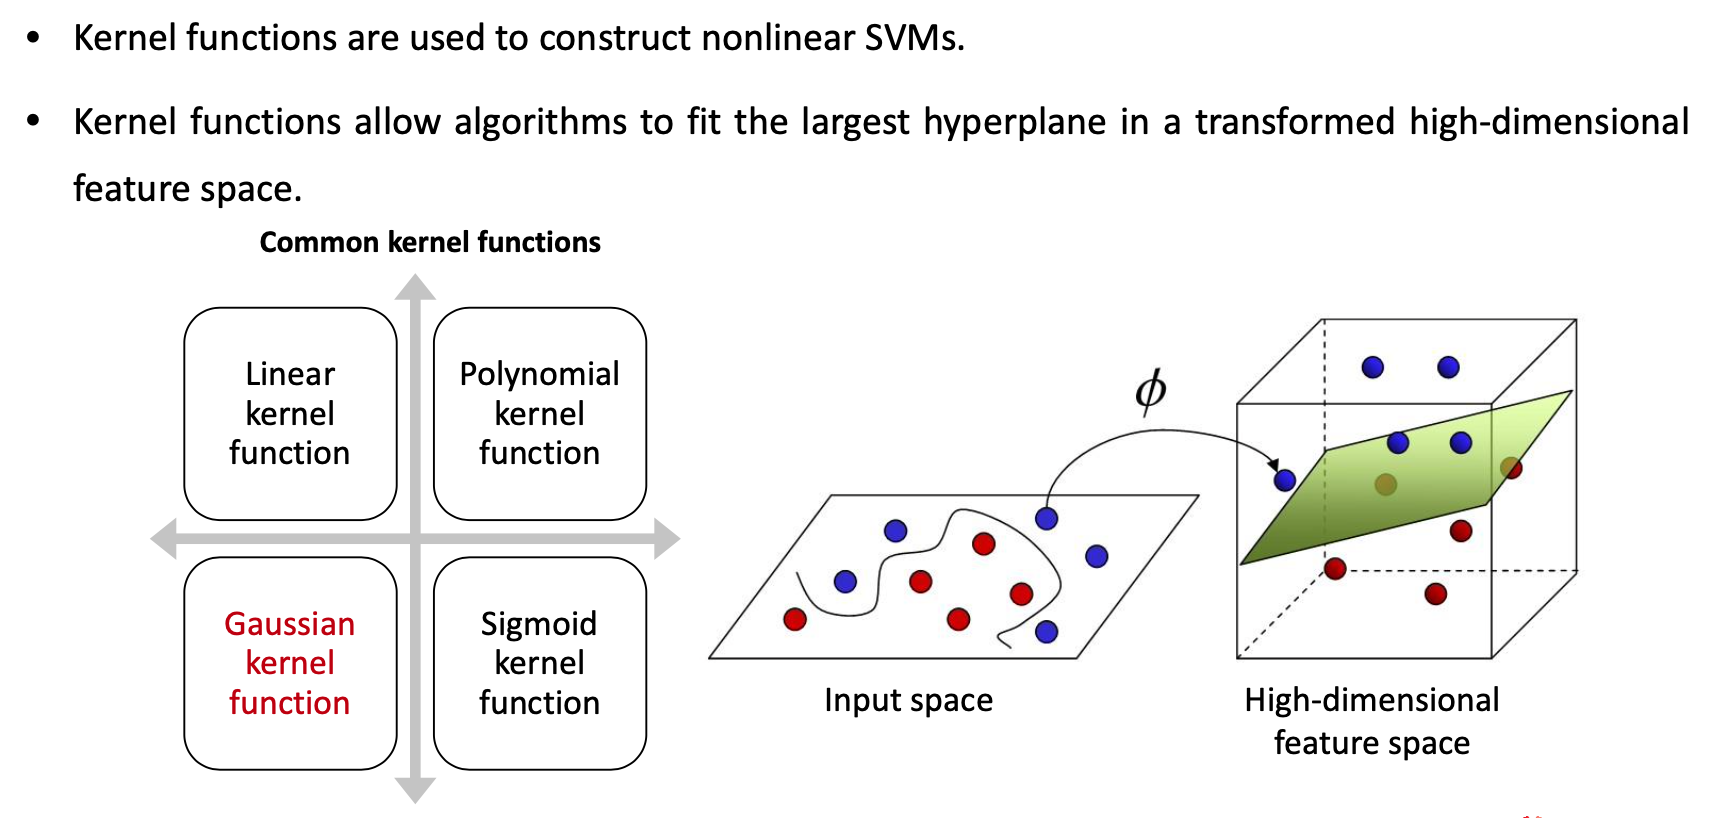 • Kernel functions are used to construct nonlinear SVMs.
• Kernel functions allow algorithms to fit the largest hyperplane in a transformed high-dimensional
feature space.
Common kernel functions
Linear
kernel
function
Polynomial
kernel
function
Gaussian
kernel
function
Sigmoid
kernel
function
ϕ
Input space
High-dimensional
feature space